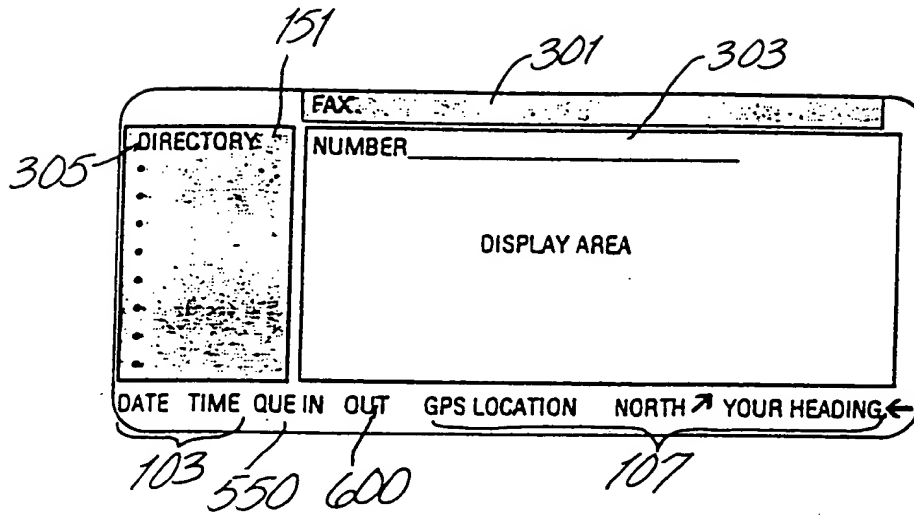 151
301
303
FAX
305
DIRECTORY
NUMBER
DISPLAY AREA
DATE TIME QUE IN OUT GPS LOCATION NORTH ↗ YOUR HEADING ←
103
550
600
107